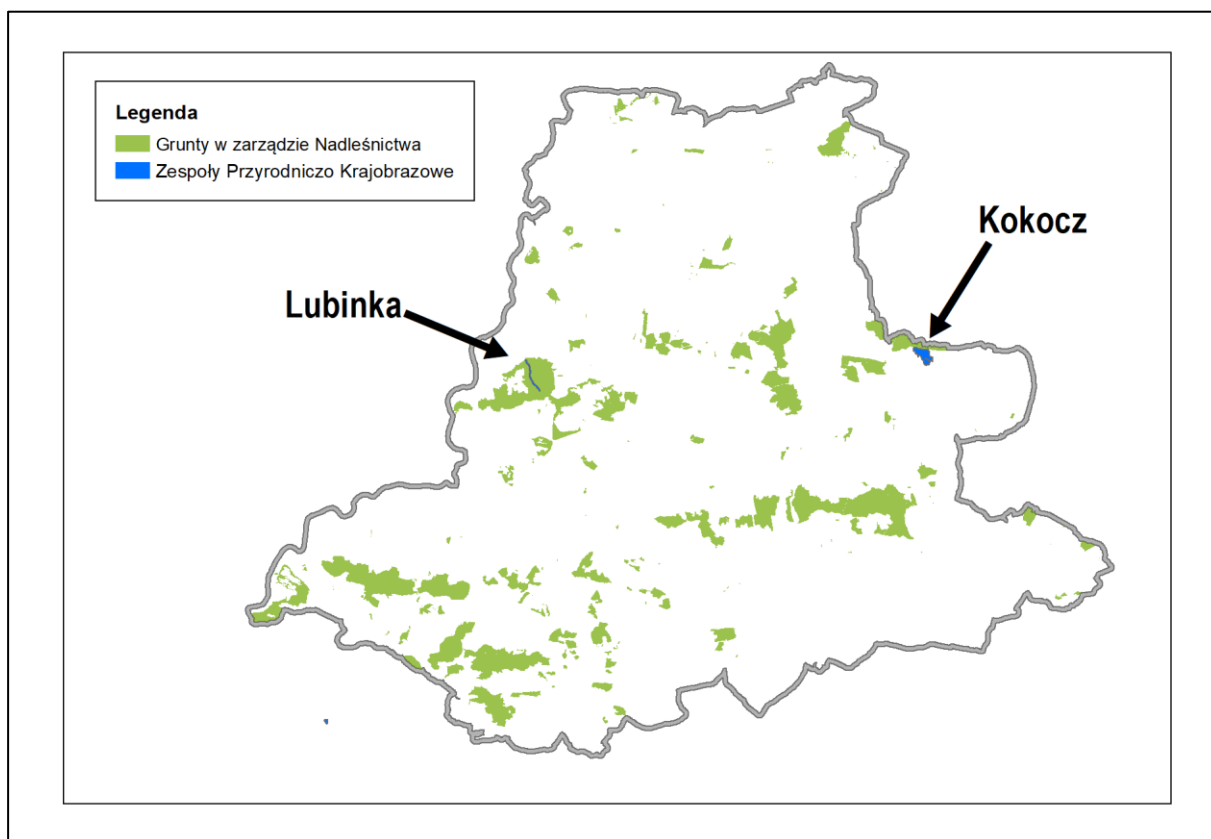 Legenda
Grunty w zarządzie Nadleśnictwa
Zespoły Przyrodniczo Krajobrazowe
Kokocz
Lubinka